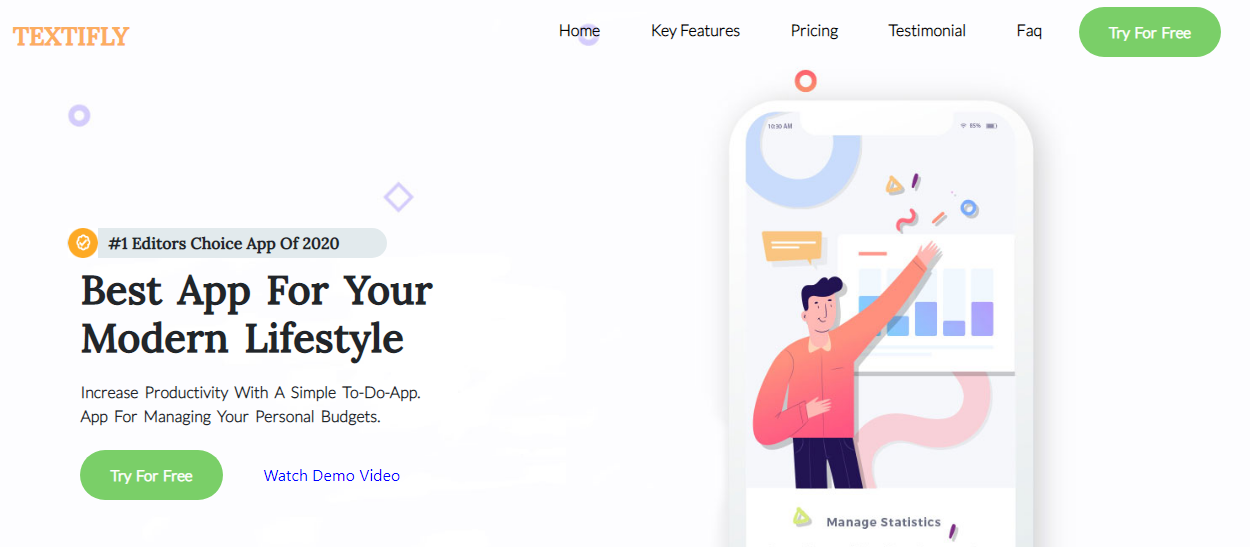 TEXTIFLY
Home
Key Features
Pricing
Testimonial
Faq
Try For Free
10:30 AM
85%
#1 Editors Choice App Of 2020
Best App For Your
Modern Lifestyle
Increase Productivity With A Simple To-Do-App.
App For Managing Your Personal Budgets.
Try For Free
Watch Demo Video
Manage Statistics